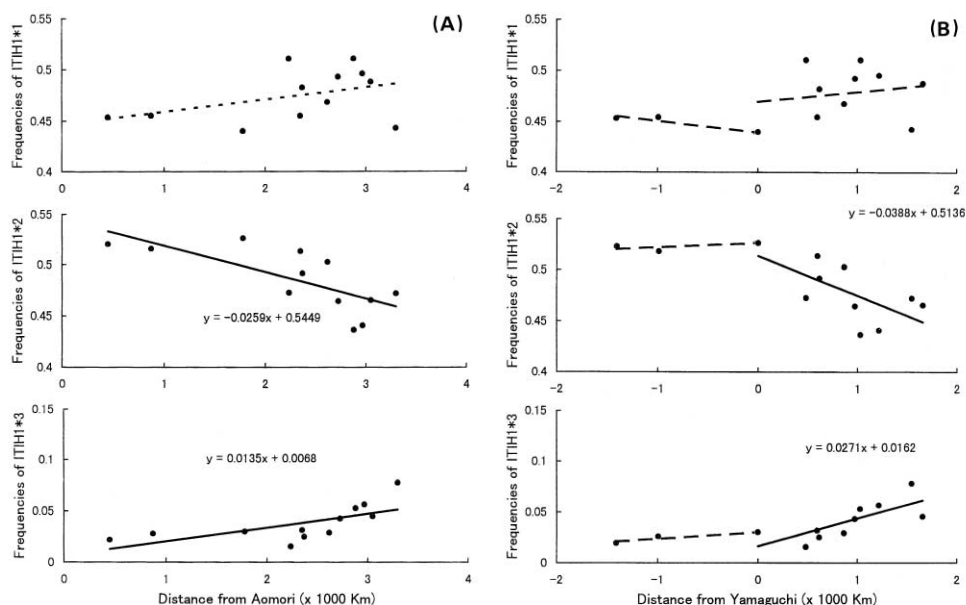 (A)
Frequencies of ITIH1*1
0.55
0.5
0.45
0.4
0 1 2 3 4
Frequencies of ITIH1*2
0.55
0.5
0.45
0.4
y = -0.0259x + 0.5449
0 1 2 3 4
Frequencies of ITIH1*3
0.15
0.1
0.05
0
y = 0.0135x + 0.0068
0 1 2 3 4
Distance from Aomori (x 1000 Km)
(B)
Frequencies of ITIH1*1
0.55
0.5
0.45
0.4
-2 -1 0 1 2
y = -0.0388x + 0.5136
Frequencies of ITIH1*2
0.55
0.5
0.45
0.4
-2 -1 0 1 2
Frequencies of ITIH1*3
0.15
0.1
0.05
0
y = 0.0271x + 0.0162
-2 -1 0 1 2
Distance from Yamaguchi (x 1000 Km)